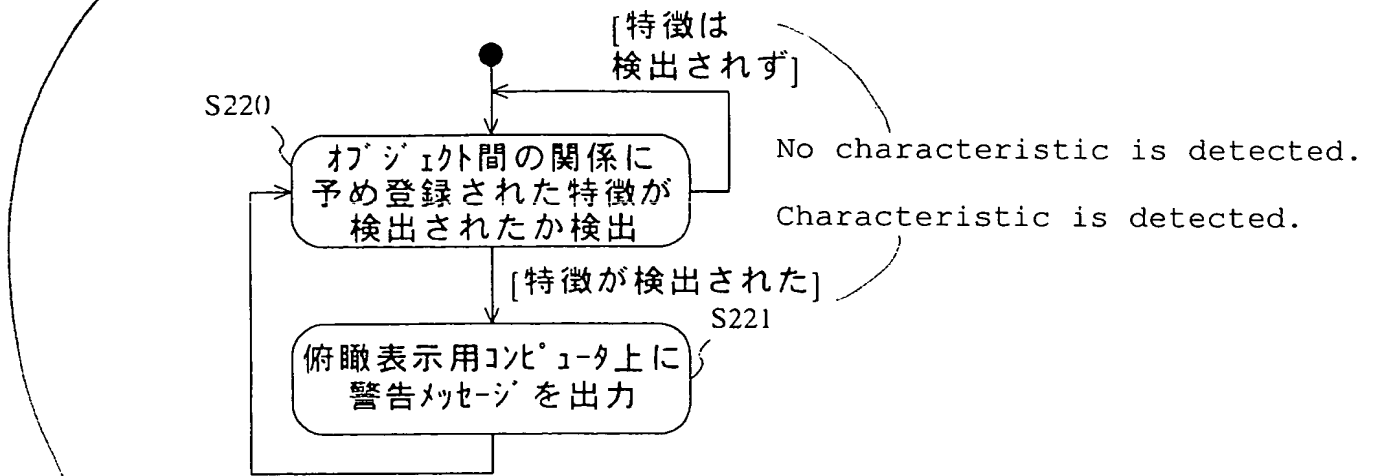 [特徴は
検出されず]
S220
オブジェクト間の関係に
予め登録された特徴が
検出されたか検出
No characteristic is detected.
Characteristic is detected.
[特徴が検出された]
S221
俯瞰表示用コンピュータ上に
警告メッセージを出力